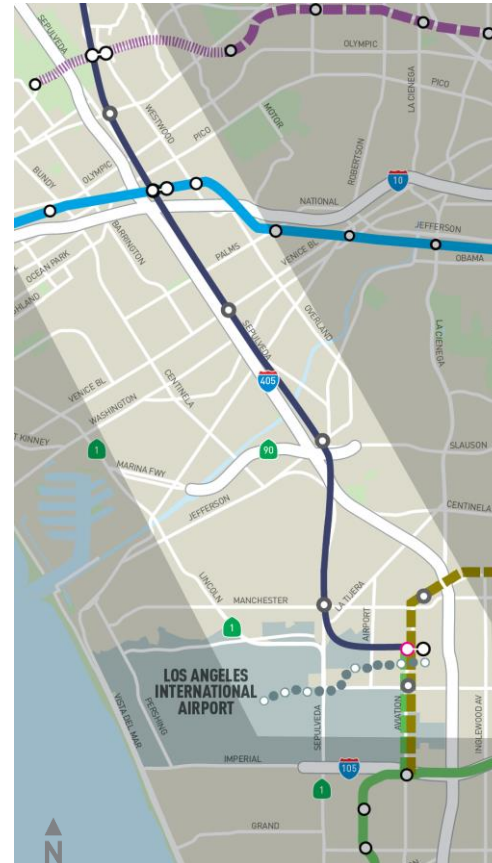 SEPULVEDA
OLYMPIC
LA CIENEGA
PICO
WESTWOOD
PICO
MOTOR
ROBERTSON
BUNDY
OLYMPIC
10
NATIONAL
BARRINGTON
JEFFERSON
OBAMA
PALMS
VENICE BL
OCEAN PARK
HIGHLAND
OVERLAND
SEPULVEDA
LA CIENEGA
405
CENTINELA
VENICE BL
WASHINGTON
T KINNEY
1
90
SLAUSON
MARINA FWY
JEFFERSON
CENTINELA
LINCOLN
MANCHESTER
LA TIJERA
1
AIRPORT
LOS ANGELES
INTERNATIONAL
AIRPORT
PERSHING
VISTA DEL MAR
SEPULVEDA
AVIATION
INGLEWOOD AV
IMPERIAL
105
1
GRAND
N